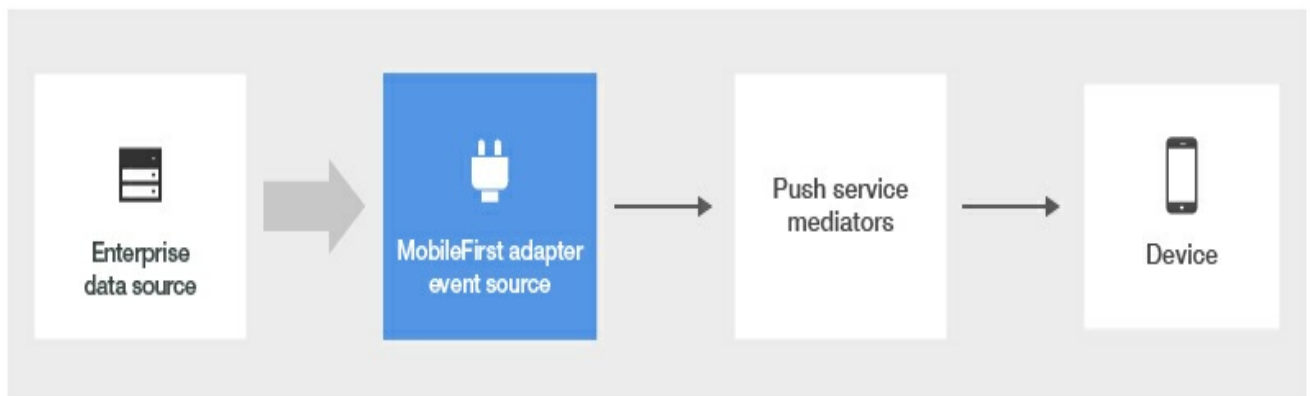 Enterprise
data source
MobileFirst adapter
event source
Push service
mediators
Device